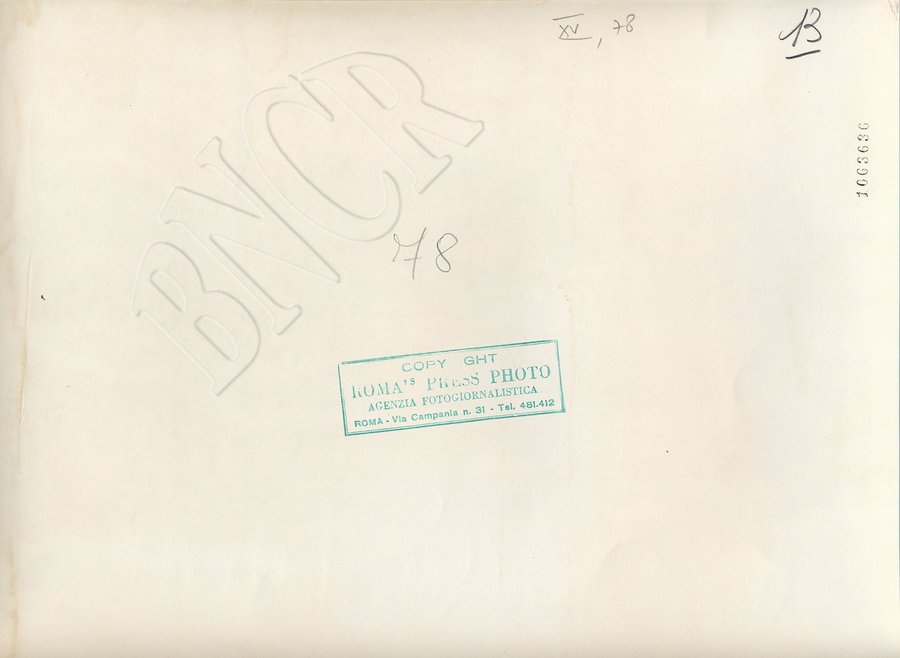 XV, 78
13
1063636
BNCR
78
COPY GHT
ROMA'S PRESS PHOTO
AGENZIA FOTOGIORNALISTICA
ROMA - Via Campania n. 31 - Tel. 481.412